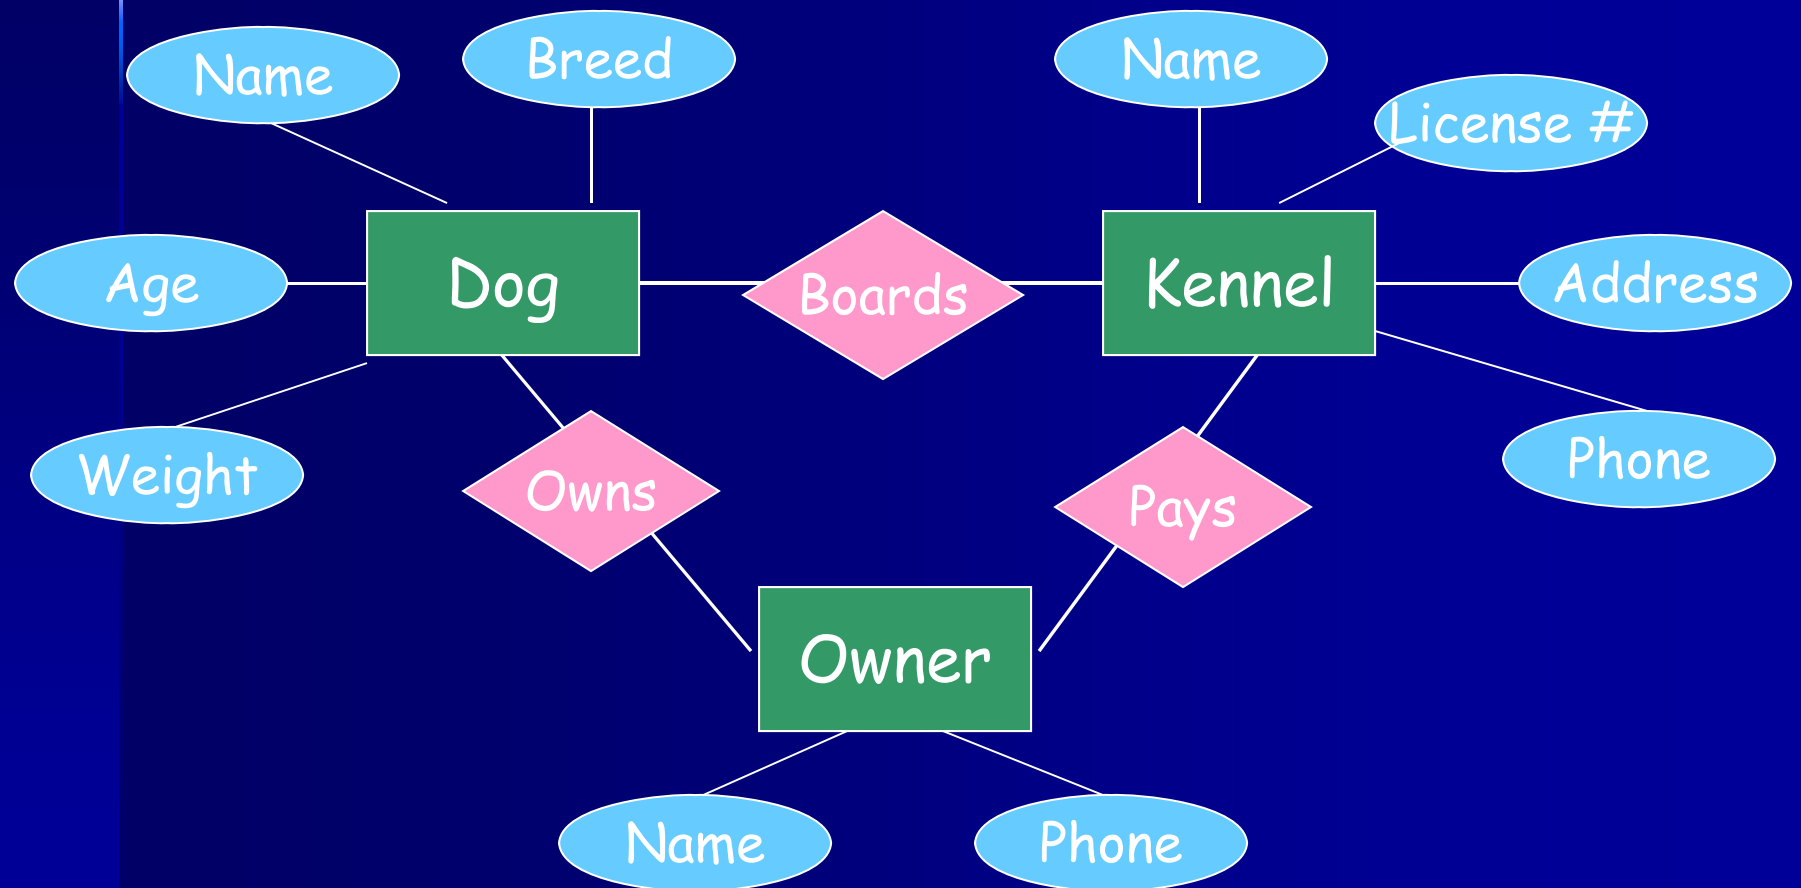 Name
Breed
Name
License #
Age
Dog
Boards
Kennel
Address
Weight
Owns
Pays
Phone
Owner
Name
Phone